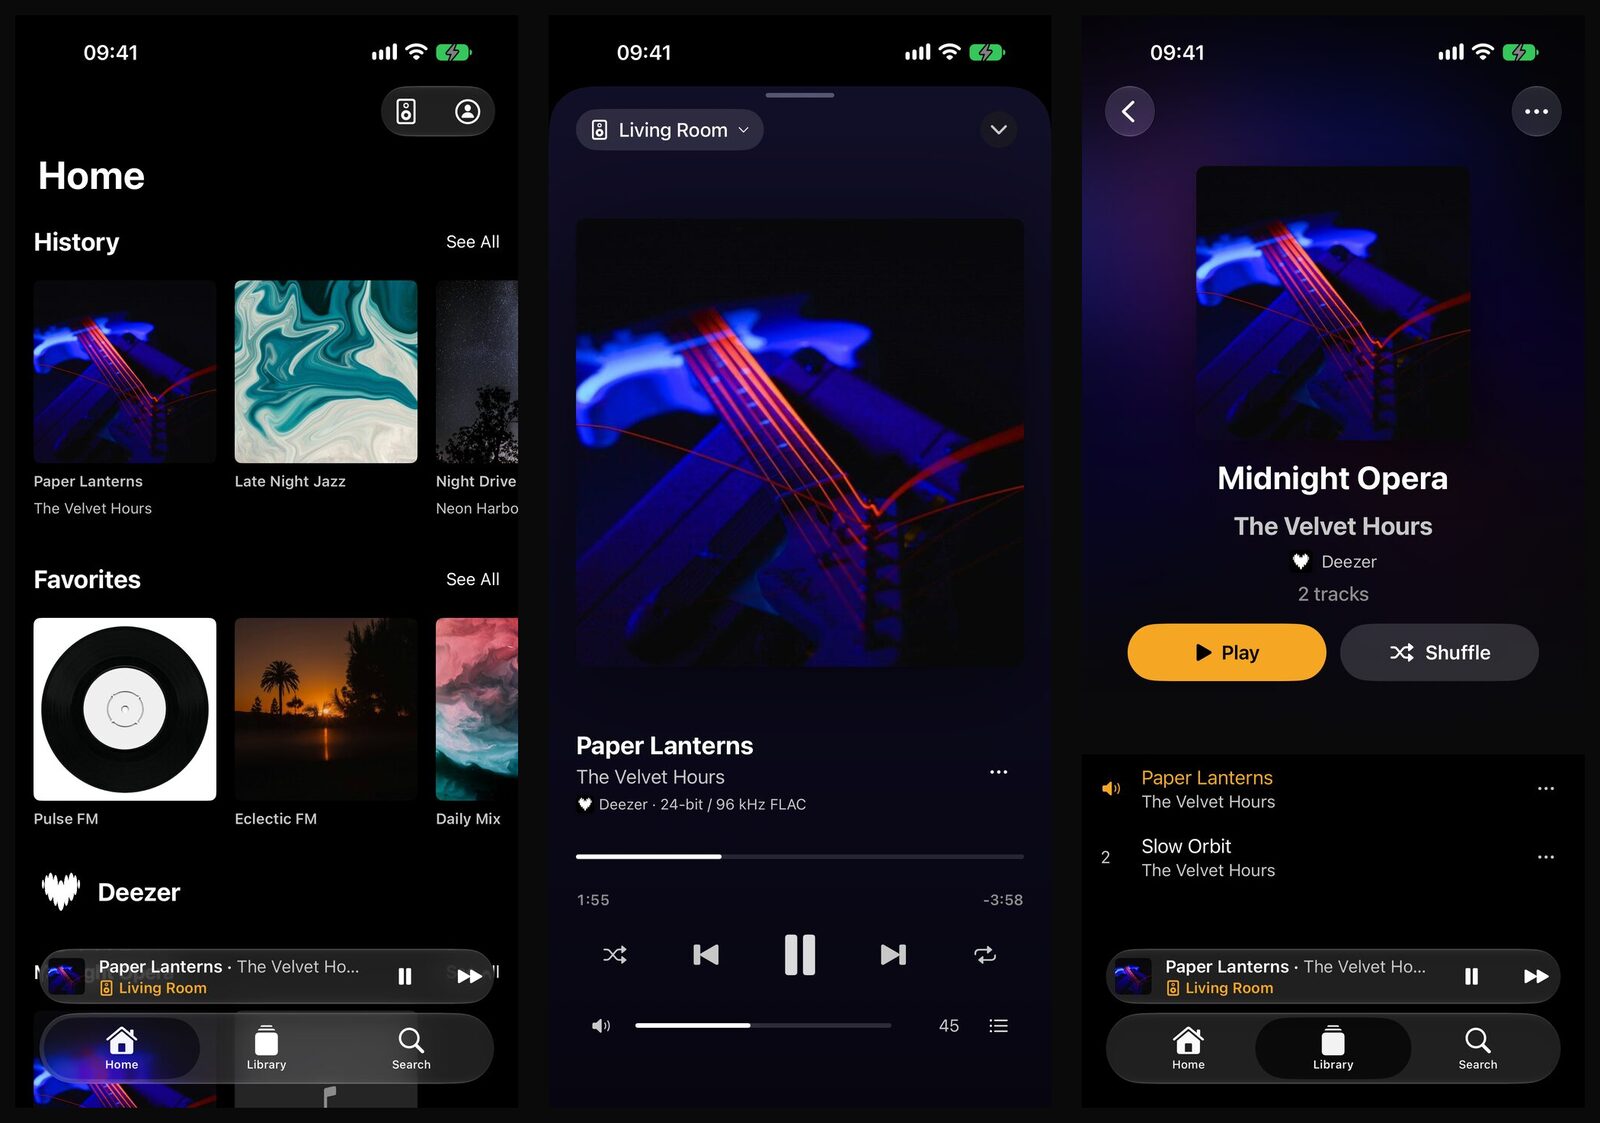 09:41
Home
History
See All
Paper Lanterns
The Velvet Hours
Late Night Jazz
Night Drive
Neon Harbo
Favorites
See All
Pulse FM
Eclectic FM
Daily Mix
Deezer
Paper Lanterns · The Velvet Ho...
Living Room
Home
Library
Search
09:41
Living Room
Paper Lanterns
The Velvet Hours
Deezer · 24-bit / 96 kHz FLAC
1:55
-3:58
45
09:41
Midnight Opera
The Velvet Hours
Deezer
2 tracks
Play
Shuffle
Paper Lanterns
The Velvet Hours
2
Slow Orbit
The Velvet Hours
Paper Lanterns · The Velvet Ho...
Living Room
Home
Library
Search